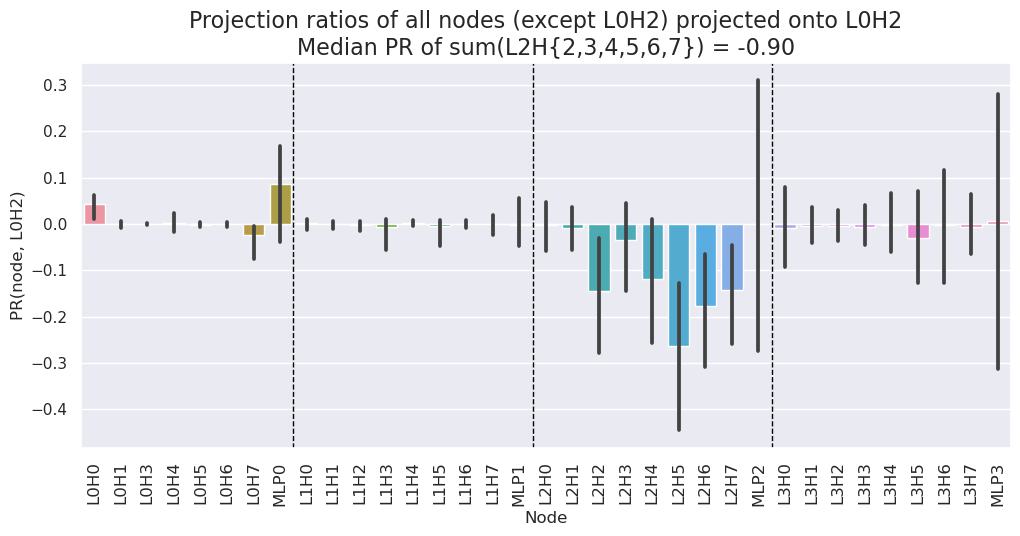 Projection ratios of all nodes (except L0H2) projected onto L0H2
Median PR of sum(L2H{2,3,4,5,6,7}) = -0.90
PR(node, L0H2)
0.3
0.2
0.1
0.0
−0.1
−0.2
−0.3
−0.4
L0H0
L0H1
L0H3
L0H4
L0H5
L0H6
L0H7
MLP0
L1H0
L1H1
L1H2
L1H3
L1H4
L1H5
L1H6
L1H7
MLP1
L2H0
L2H1
L2H2
L2H3
L2H4
L2H5
L2H6
L2H7
MLP2
L3H0
L3H1
L3H2
L3H3
L3H4
L3H5
L3H6
L3H7
MLP3
Node